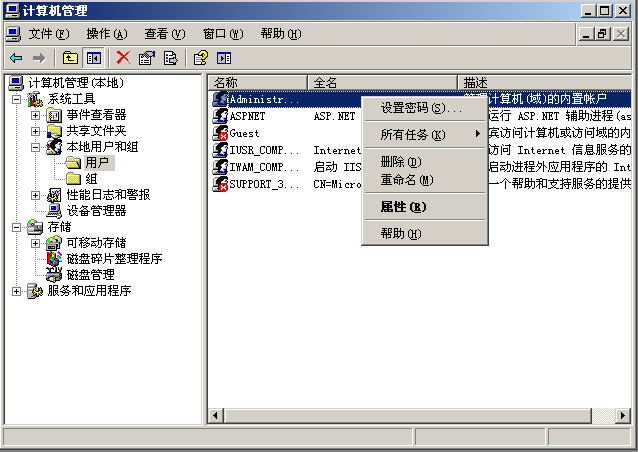 计算机管理
文件(F) 操作(A) 查看(V) 窗口(W) 帮助(H)
计算机管理(本地)
系统工具
事件查看器
共享文件夹
本地用户和组
用户
组
性能日志和警报
设备管理器
存储
可移动存储
磁盘碎片整理程序
磁盘管理
服务和应用程序
名称 全名 描述
Administr... 管理计算机(域)的内置帐户
ASPNET ASP.NET 运行 ASP.NET 辅助进程(as
Guest 宾访问计算机或访问域的内
IUSR_COMP... Internet 访问 Internet 信息服务的
IWAM_COMP... 启动 IIS 启动进程外应用程序的 Int
SUPPORT_3... CN=Micro 一个帮助和支持服务的提供
设置密码(S)...
所有任务(K)
删除(D)
重命名(M)
属性(R)
帮助(H)